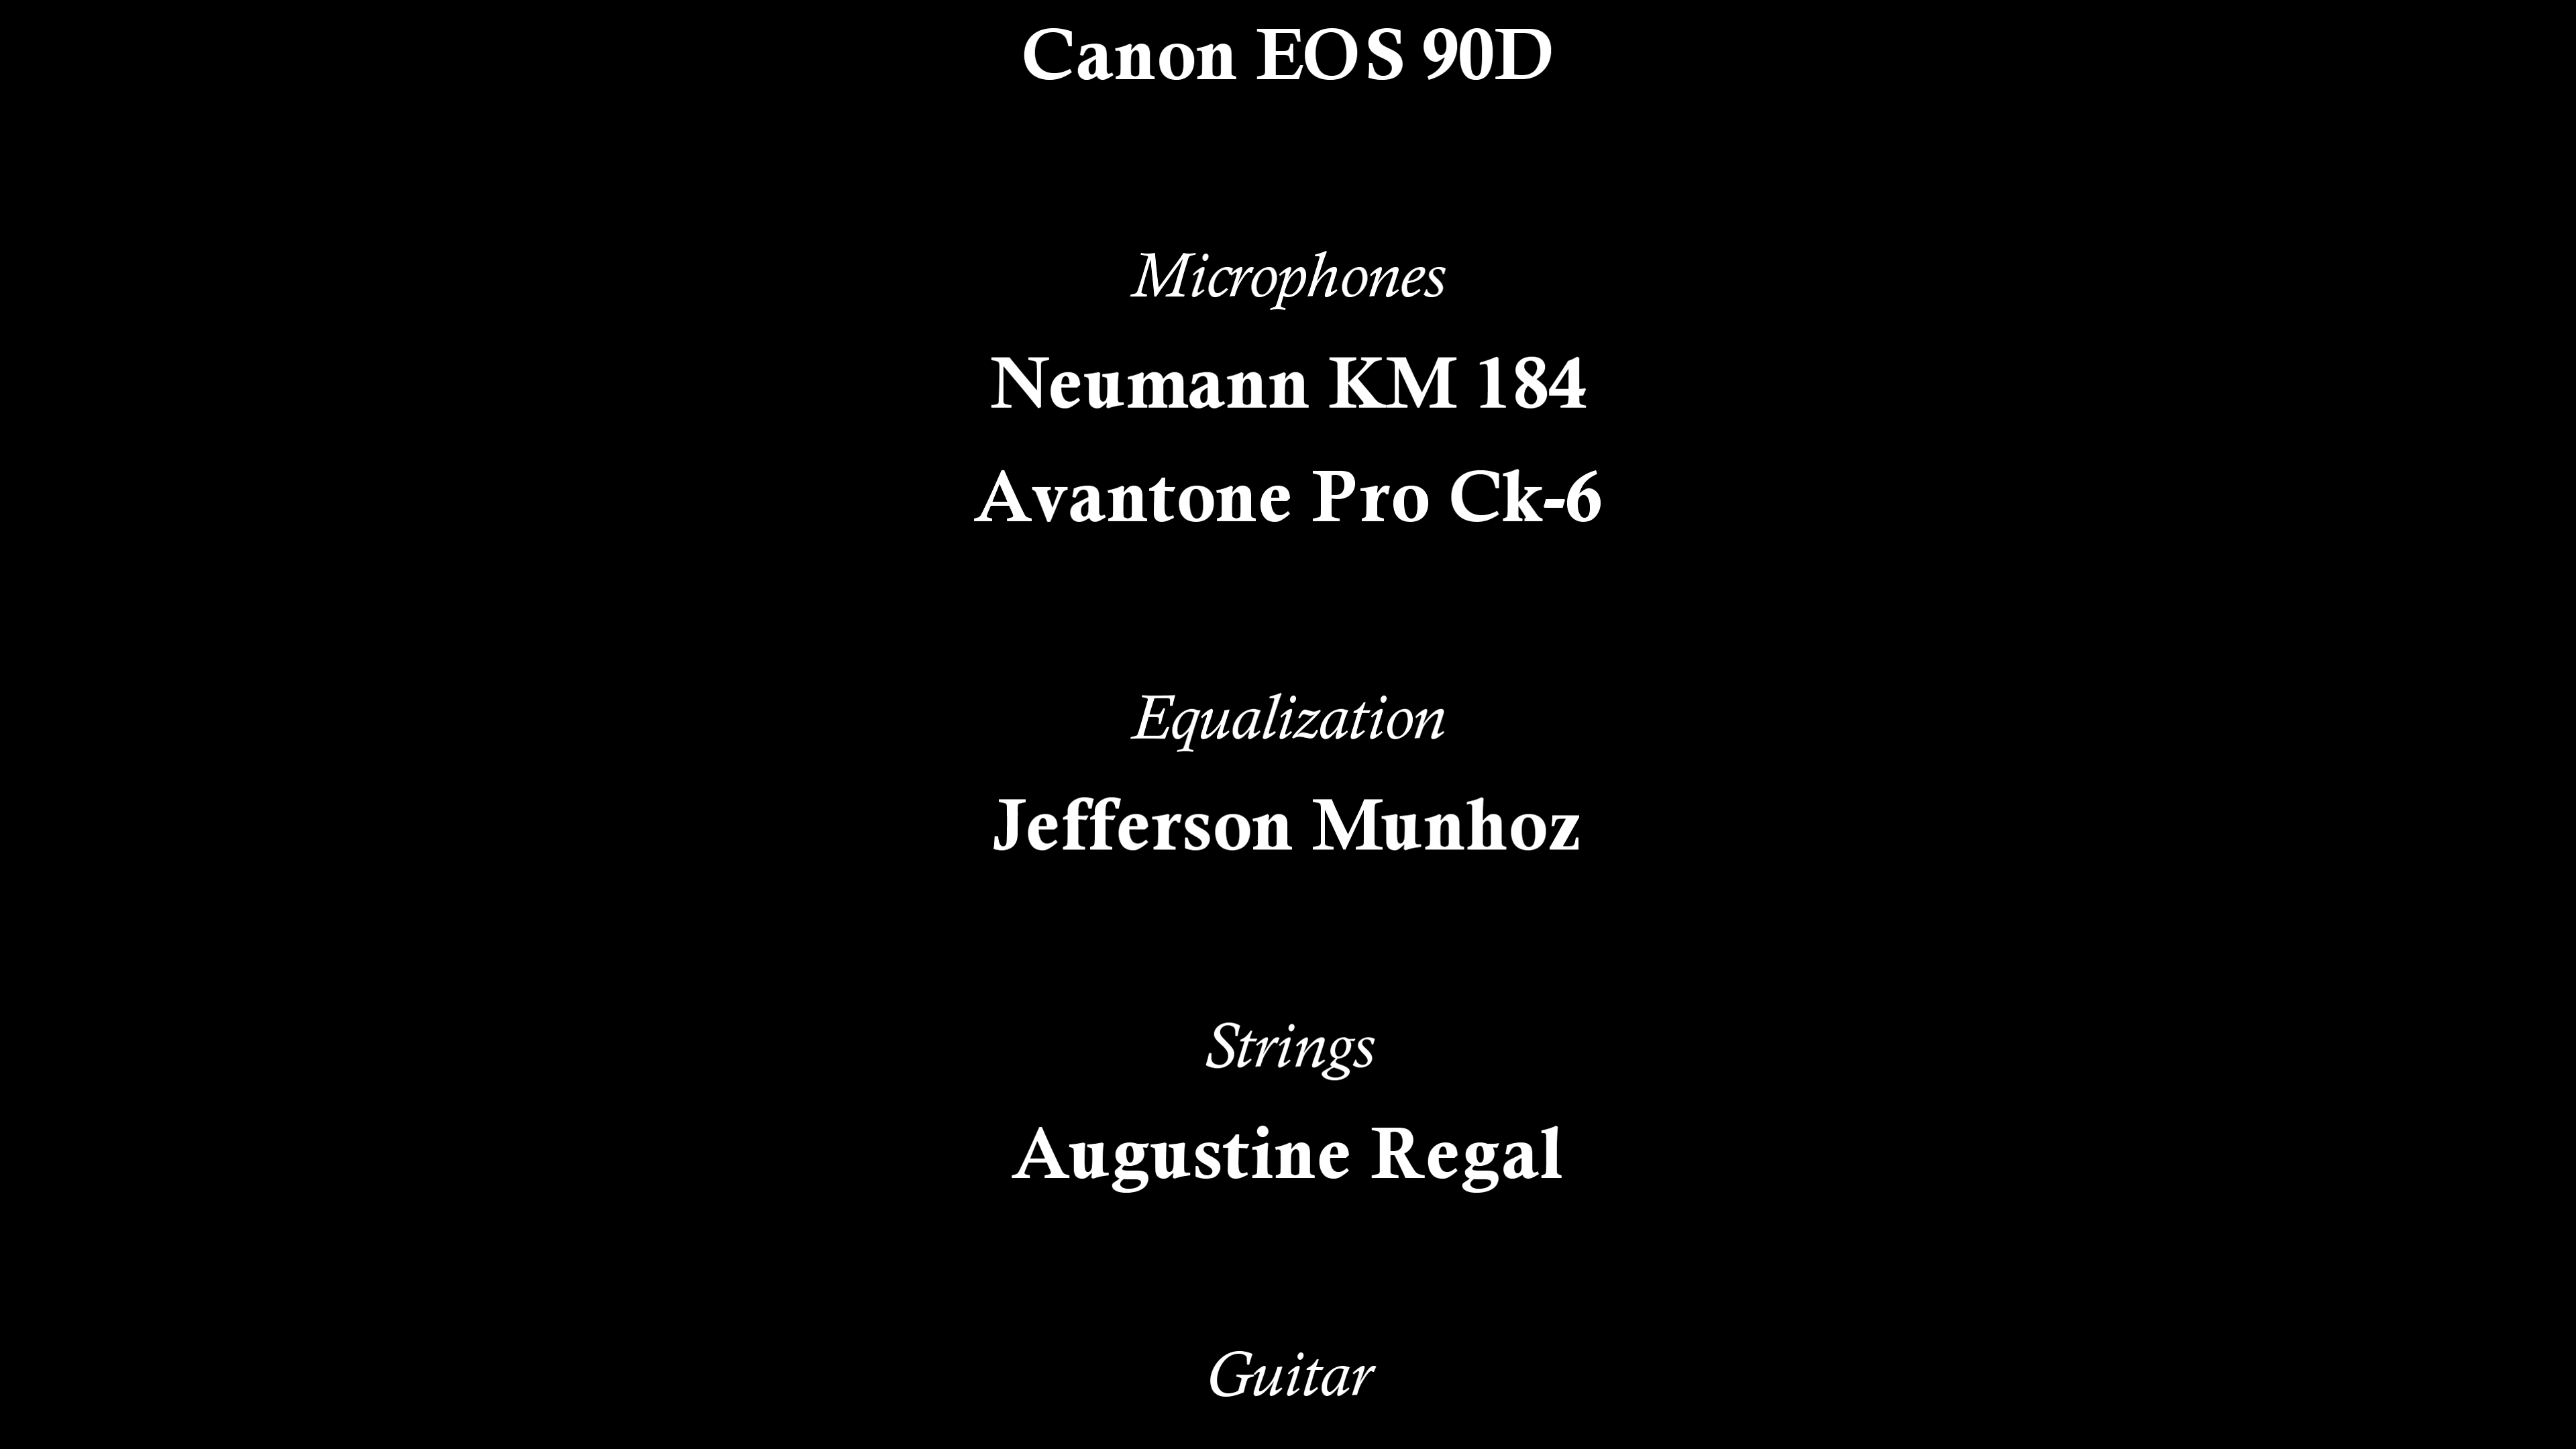 Canon EOS 90D
Microphones
Neumann KM 184
Avantone Pro Ck-6
Equalization
Jefferson Munhoz
Strings
Augustine Regal
Guitar